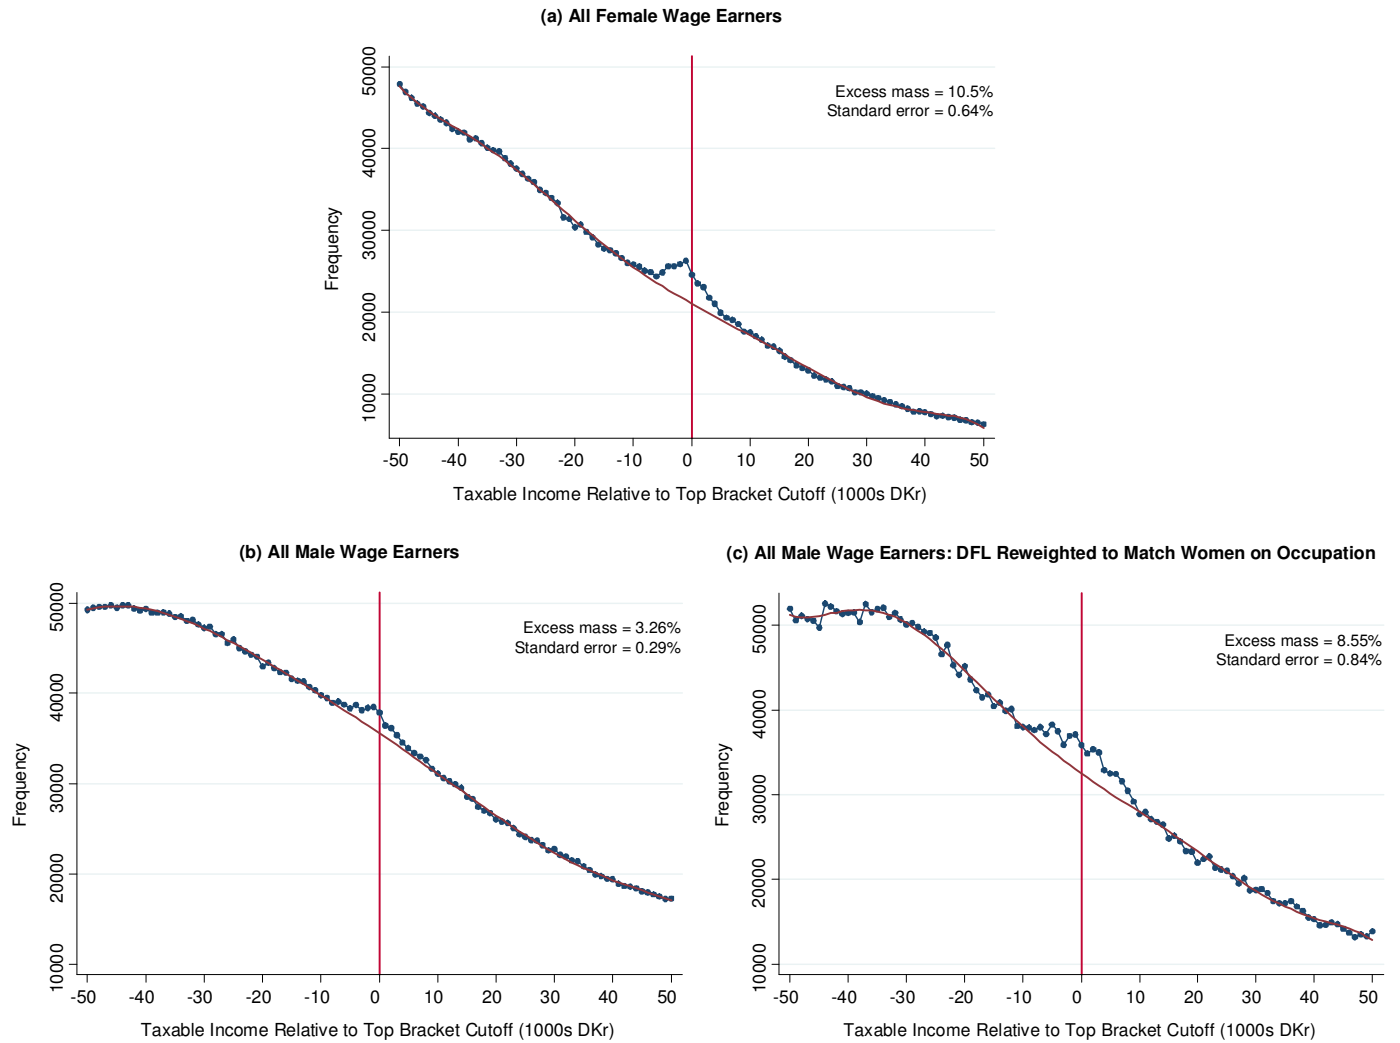 (a) All Female Wage Earners
Excess mass = 10.5%
Standard error = 0.64%
Frequency
50000
40000
30000
20000
10000
-50 -40 -30 -20 -10 0 10 20 30 40 50
Taxable Income Relative to Top Bracket Cutoff (1000s DKr)
(b) All Male Wage Earners
Excess mass = 3.26%
Standard error = 0.29%
Frequency
50000
40000
30000
20000
10000
-50 -40 -30 -20 -10 0 10 20 30 40 50
Taxable Income Relative to Top Bracket Cutoff (1000s DKr)
(c) All Male Wage Earners: DFL Reweighted to Match Women on Occupation
Excess mass = 8.55%
Standard error = 0.84%
Frequency
50000
40000
30000
20000
10000
-50 -40 -30 -20 -10 0 10 20 30 40 50
Taxable Income Relative to Top Bracket Cutoff (1000s DKr)